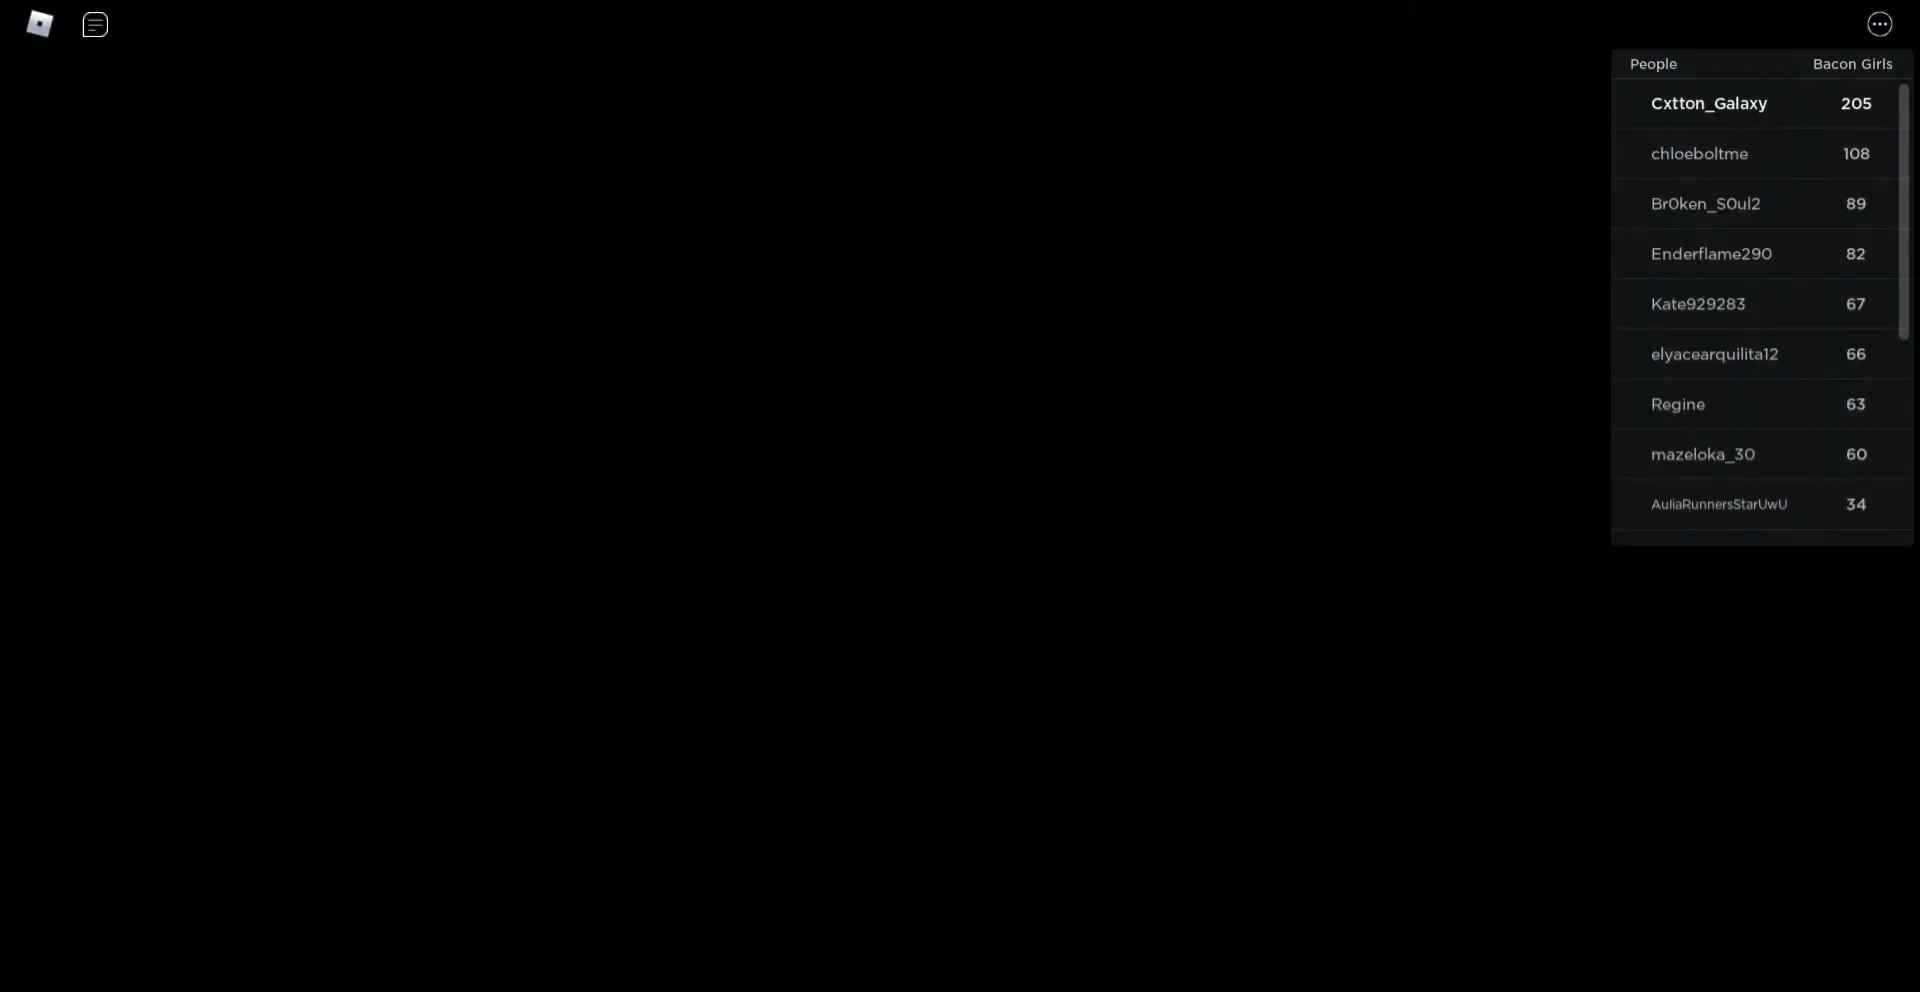 People Bacon Girls
Cxtton_Galaxy 205
chloeboltme 108
Br0ken_S0ul2 89
Enderflame290 82
Kate929283 67
elyacearquilita12 66
Regine 63
mazeloka_30 60
AuliaRunnersStarUwU 34